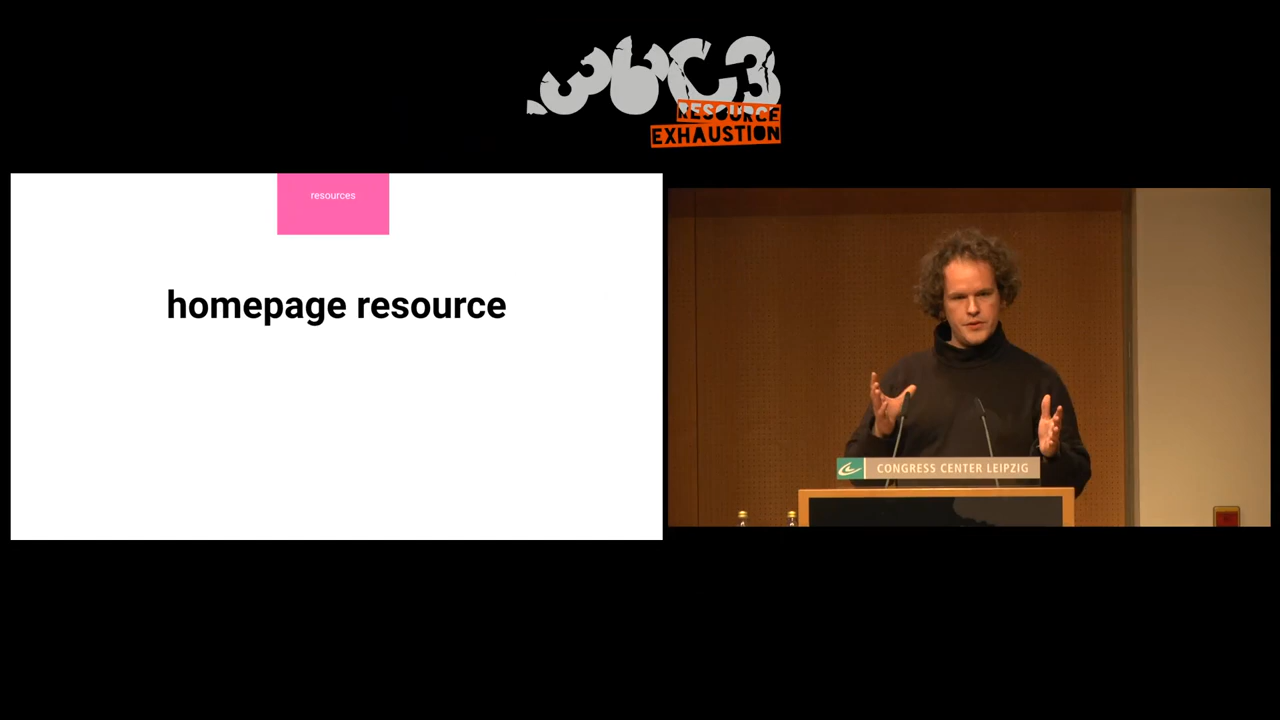 36C3
RESOURCE
EXHAUSTION
resources
homepage resource
CONGRESS CENTER LEIPZIG